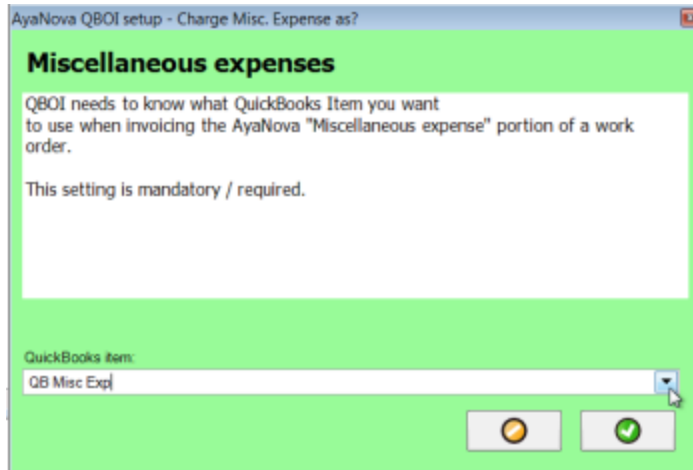 AyaNova QBOI setup - Charge Misc. Expense as?
Miscellaneous expenses
QBOI needs to know what QuickBooks Item you want
to use when invoicing the AyaNova "Miscellaneous expense" portion of a work
order.
This setting is mandatory / required.
QuickBooks item:
QB Misc Exp